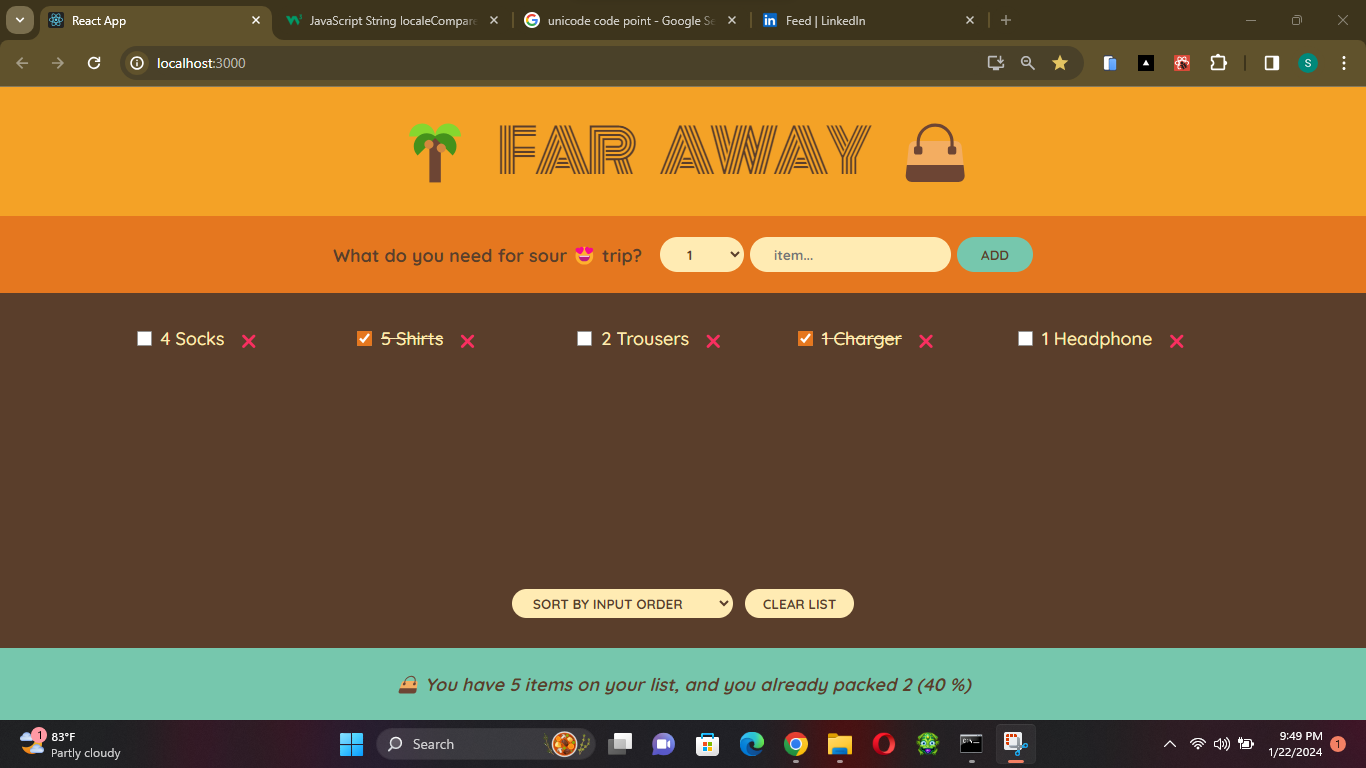 React App
JavaScript String localeCompare
unicode code point - Google Se
Feed | LinkedIn
localhost:3000
S
FAR AWAY
What do you need for sour 😍 trip?
1
item...
ADD
4 Socks
5 Shirts
2 Trousers
1 Charger
1 Headphone
SORT BY INPUT ORDER
CLEAR LIST
You have 5 items on your list, and you already packed 2 (40 %)
1
83°F
Partly cloudy
Search
9:49 PM
1/22/2024
1